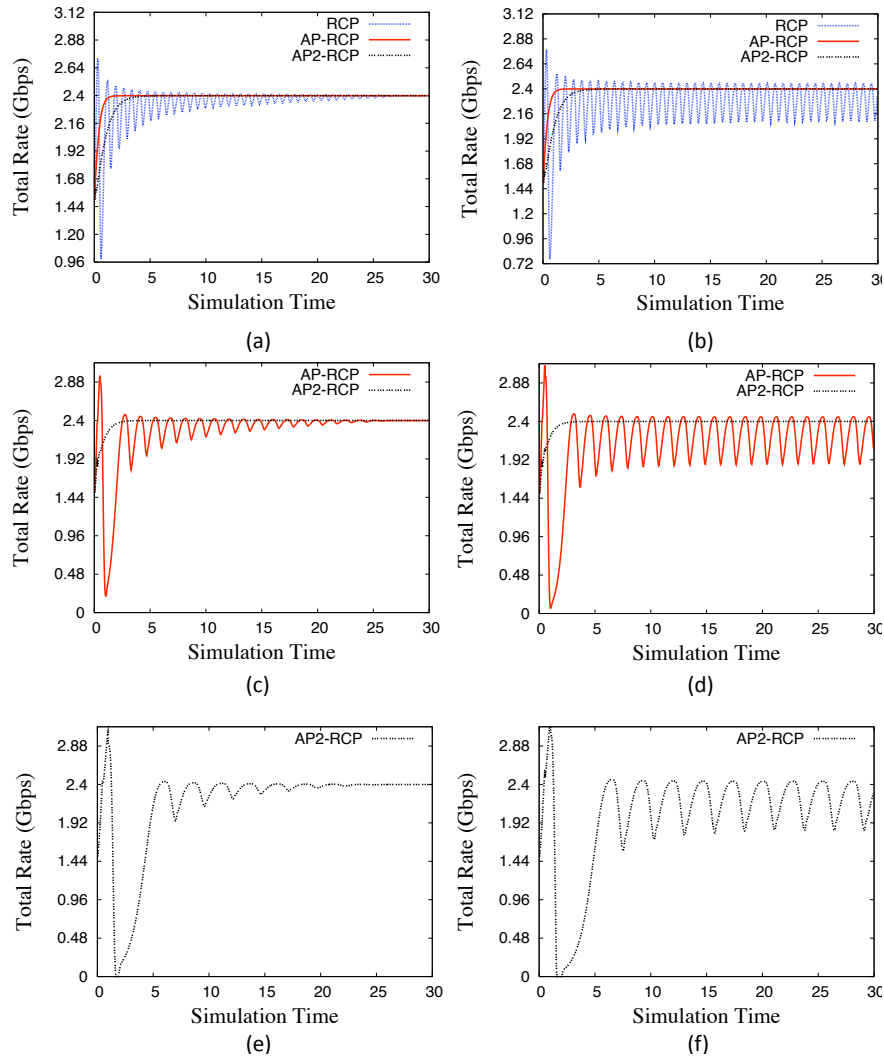 3.12
2.88
2.64
2.4
2.16
1.92
1.68
1.44
1.20
0.96
Total Rate (Gbps)
RCP
AP-RCP
AP2-RCP
0 5 10 15 20 25 30
Simulation Time
(a)
3.12
2.88
2.64
2.4
2.16
1.92
1.68
1.44
1.2
0.96
0.72
Total Rate (Gbps)
RCP
AP-RCP
AP2-RCP
0 5 10 15 20 25 30
Simulation Time
(b)
2.88
2.4
1.92
1.44
0.96
0.48
0
Total Rate (Gbps)
AP-RCP
AP2-RCP
0 5 10 15 20 25 30
Simulation Time
(c)
2.88
2.4
1.92
1.44
0.96
0.48
0
Total Rate (Gbps)
AP-RCP
AP2-RCP
0 5 10 15 20 25 30
Simulation Time
(d)
2.88
2.4
1.92
1.44
0.96
0.48
0
Total Rate (Gbps)
AP2-RCP
0 5 10 15 20 25 30
Simulation Time
(e)
2.88
2.4
1.92
1.44
0.96
0.48
0
Total Rate (Gbps)
AP2-RCP
0 5 10 15 20 25 30
Simulation Time
(f)